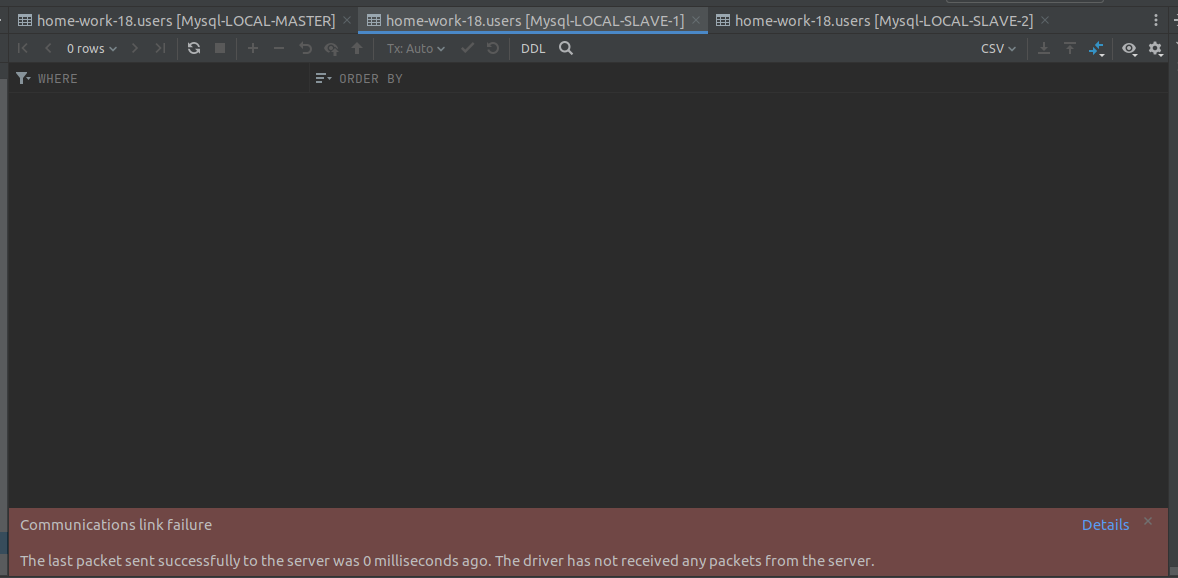 home-work-18.users [Mysql-LOCAL-MASTER] home-work-18.users [Mysql-LOCAL-SLAVE-1] home-work-18.users [Mysql-LOCAL-SLAVE-2]
0 rows Tx: Auto DDL CSV
WHERE ORDER BY
Communications link failure Details
The last packet sent successfully to the server was 0 milliseconds ago. The driver has not received any packets from the server.